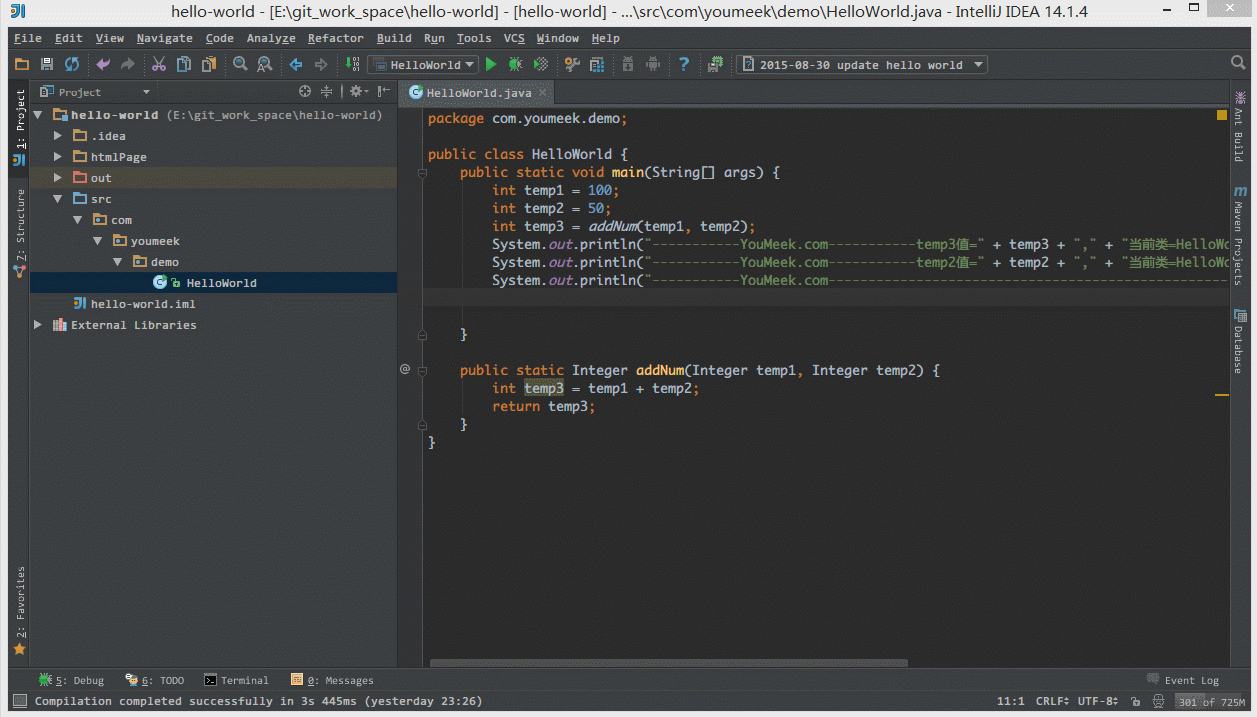 hello-world - [E:\git_work_space\hello-world] - [hello-world] - ...\src\com\youmeek\demo\HelloWorld.java - IntelliJ IDEA 14.1.4
File Edit View Navigate Code Analyze Refactor Build Run Tools VCS Window Help
HelloWorld 2015-08-30 update hello world
Project
HelloWorld.java
1: Project
7: Structure
2: Favorites
hello-world (E:\git_work_space\hello-world)
.idea
htmlPage
out
src
com
youmeek
demo
HelloWorld
hello-world.iml
External Libraries
package com.youmeek.demo;
public class HelloWorld {
public static void main(String[] args) {
int temp1 = 100;
int temp2 = 50;
int temp3 = addNum(temp1, temp2);
System.out.println("-----------YouMeek.com-----------temp3值=" + temp3 + "," + "当前类=HelloWo
System.out.println("-----------YouMeek.com-----------temp2值=" + temp2 + "," + "当前类=HelloWo
System.out.println("-----------YouMeek.com--------------------------------------------------
}
@
public static Integer addNum(Integer temp1, Integer temp2) {
int temp3 = temp1 + temp2;
return temp3;
}
}
Ant Build
m Maven Projects
Database
5: Debug 6: TODO Terminal 0: Messages Event Log
Compilation completed successfully in 3s 445ms (yesterday 23:26) 11:1 CRLF UTF-8 301 of 725M